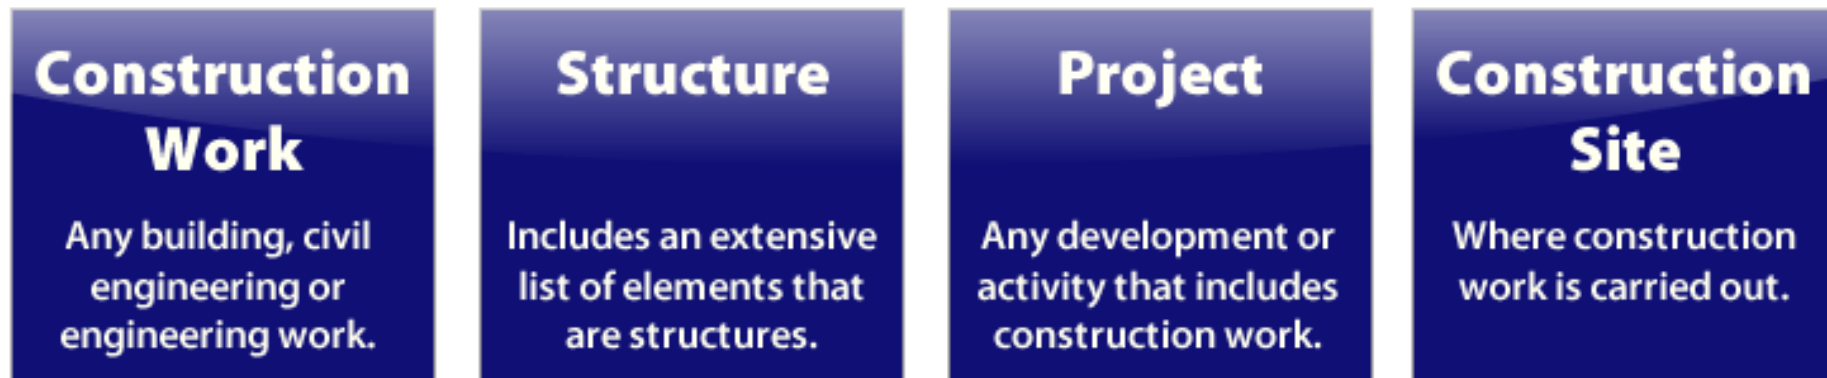 Construction
Work
Any building, civil
engineering or
engineering work.
Structure
Includes an extensive
list of elements that
are structures.
Project
Any development or
activity that includes
construction work.
Construction
Site
Where construction
work is carried out.